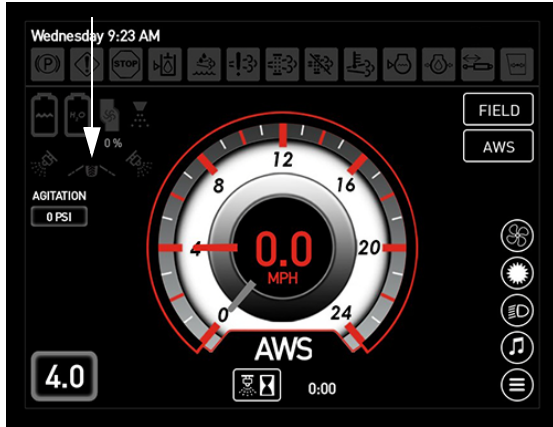 Wednesday 9:23 AM
P
STOP
FIELD
H₂O
AWS
0 %
AGITATION
0 PSI
12
8
16
4
0.0
20
MPH
0
24
AWS
4.0
0:00